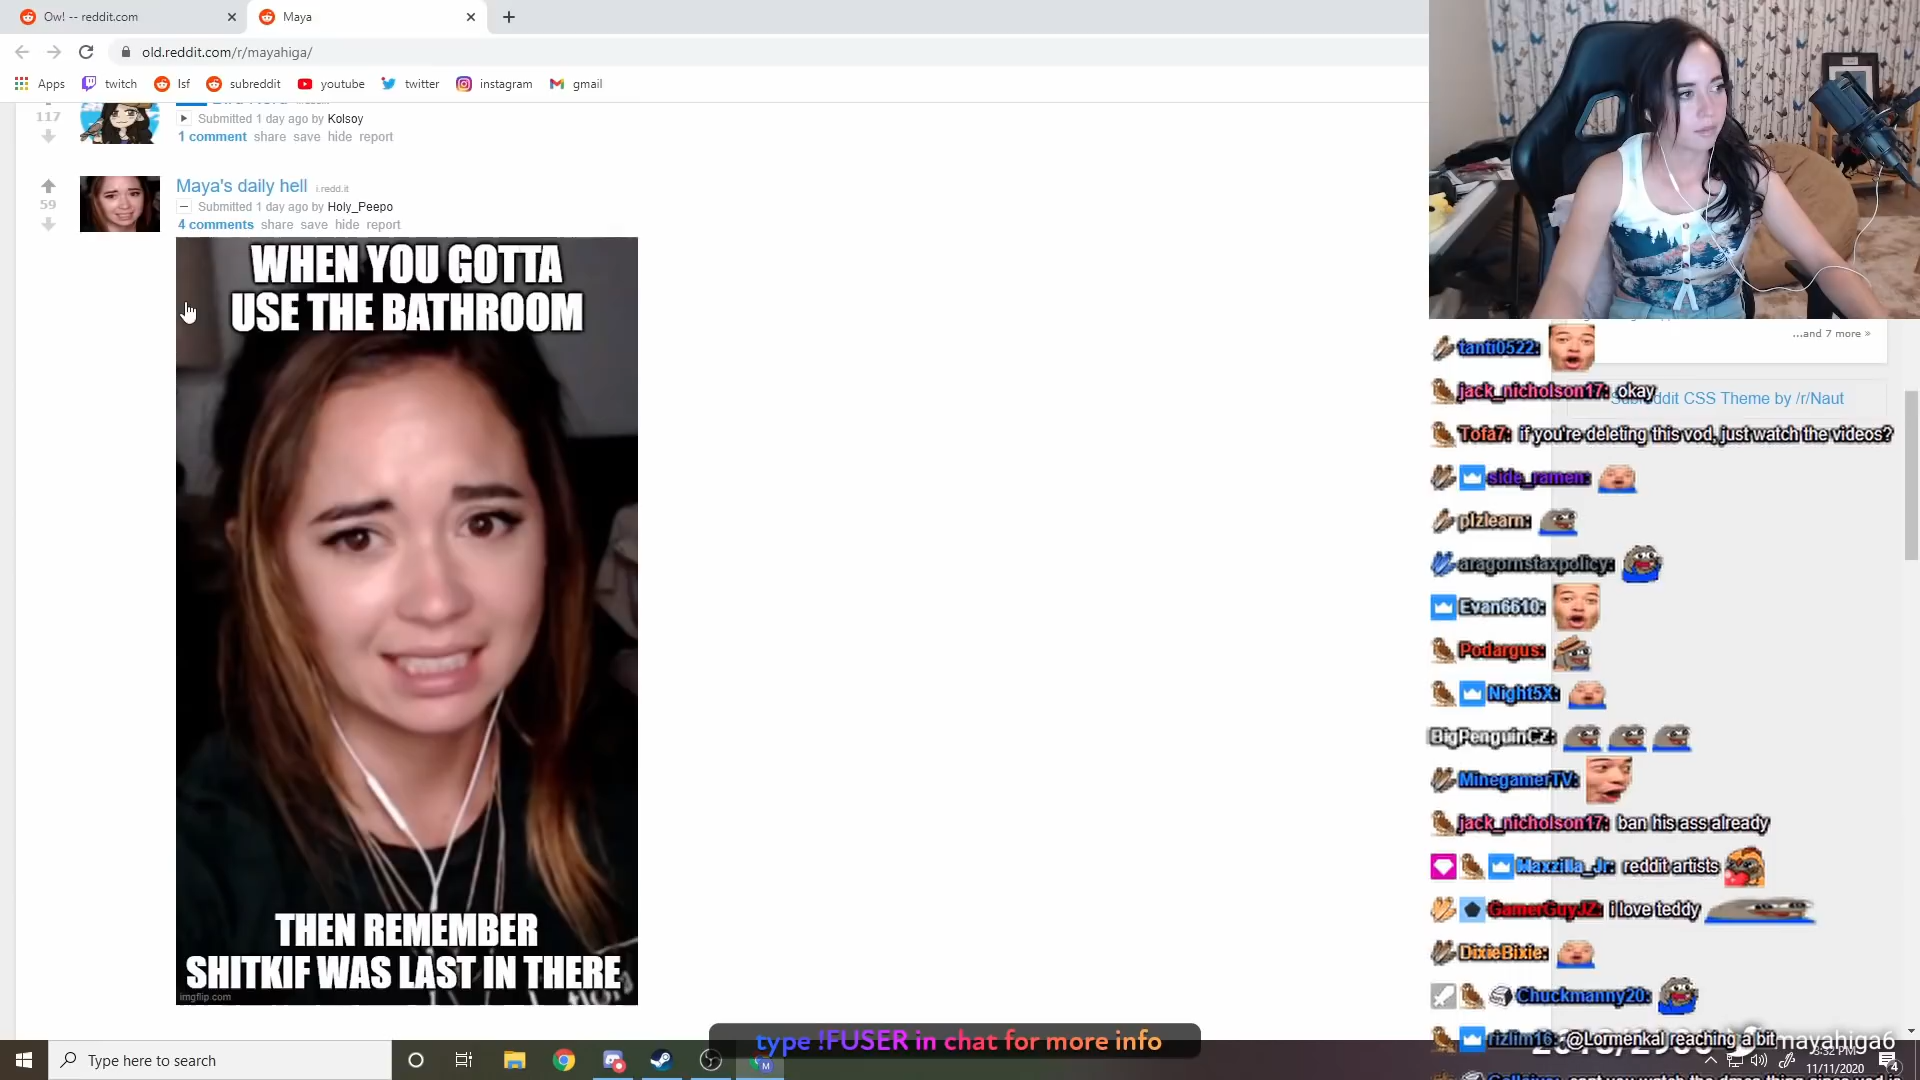 Ow! -- reddit.com
Maya
old.reddit.com/r/mayahiga/
Apps
twitch
lsf
subreddit
youtube
twitter
instagram
gmail
117
Submitted 1 day ago by Kolsoy
1 comment share save hide report
59
Maya's daily hell i.redd.it
Submitted 1 day ago by Holy_Peepo
4 comments share save hide report
WHEN YOU GOTTA
USE THE BATHROOM
THEN REMEMBER
SHITKIF WAS LAST IN THERE
imgflip.com
...and 7 more »
Subreddit CSS Theme by /r/Naut
tanti0522:
jack_nicholson17: okay
Tofa7: if you're deleting this vod, just watch the videos?
side_ramen:
plzlearn:
aragornstaxpolicy:
Evan6610:
Podargus:
Night5X:
BigPenguinCZ:
MinegamerTV:
jack_nicholson17: ban his ass already
Maxzilla_Jr: reddit artists
GamerGuyJZ: i love teddy
DixieBixie:
Chuckmanny20:
rizlim16: @Lormenkal reaching a bit
mayahiga6
type !FUSER in chat for more info
Type here to search
3:32 PM
11/11/2020
4